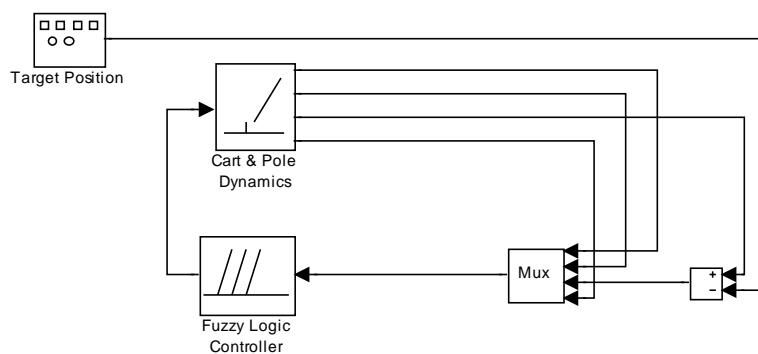 Target Position
Cart & Pole
Dynamics
Mux
+
−
Fuzzy Logic
Controller